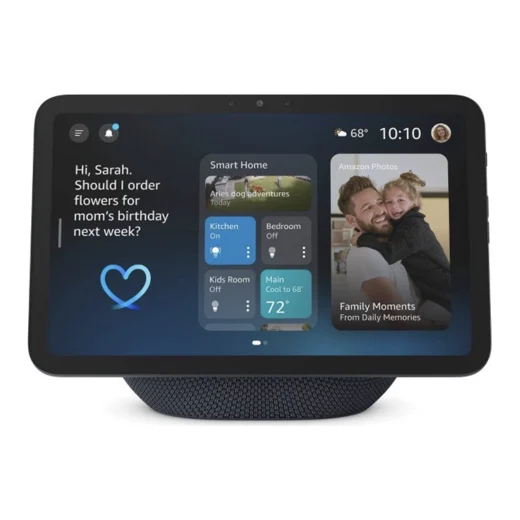 68°
10:10
Hi, Sarah.
Should I order
flowers for
mom's birthday
next week?
Smart Home
Aries dog adventures
Today
Kitchen
On
Bedroom
Off
Kids Room
Off
Main
Cool to 68°
72°
Amazon Photos
Family Moments
From Daily Memories